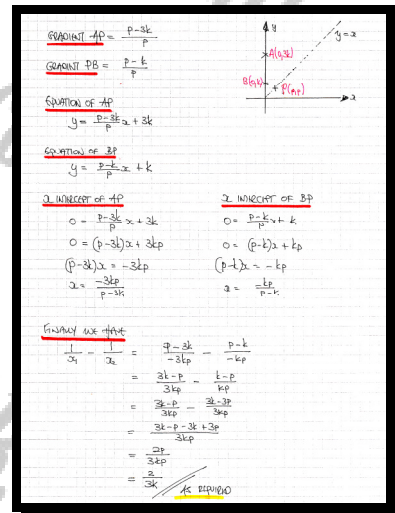 GRADIENT AP = p-3k / p
GRADIENT PB = p-k / p
EQUATION OF AP
y = p-3k/p x + 3k
EQUATION OF BP
y = p-k/p x + k
y=x
A(0,3k)
B(0,k)
P(p,p)
x
y
x INTERCEPT OF AP
0 = p-3k/p x + 3k
0 = (p-3k)x + 3kp
(p-3k)x = -3kp
x = -3kp/p-3k
x INTERCEPT OF BP
0 = p-k/p x + k
0 = (p-k)x + kp
(p-k)x = -kp
x = -kp/p-k
FINALLY WE HAVE
1/x₁ - 1/x₂ = p-3k/-3kp - p-k/-kp
= 3k-p/3kp - k-p/kp
= 3k-p/3kp - 3k-3p/3kp
= 3k-p-3k+3p/3kp
= 2p/3kp
= 2/3k
AS REQUIRED